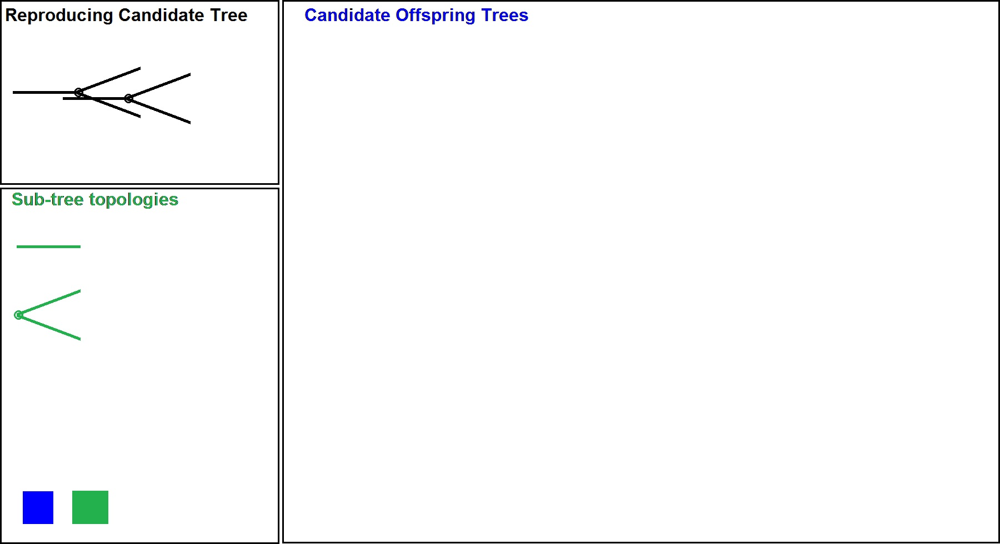 Reproducing Candidate Tree
Candidate Offspring Trees
Sub-tree topologies